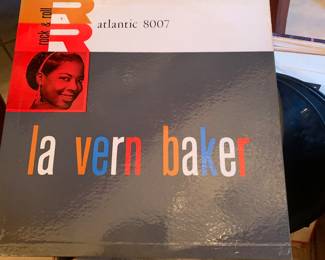 rock & roll
atlantic 8007
la vern baker